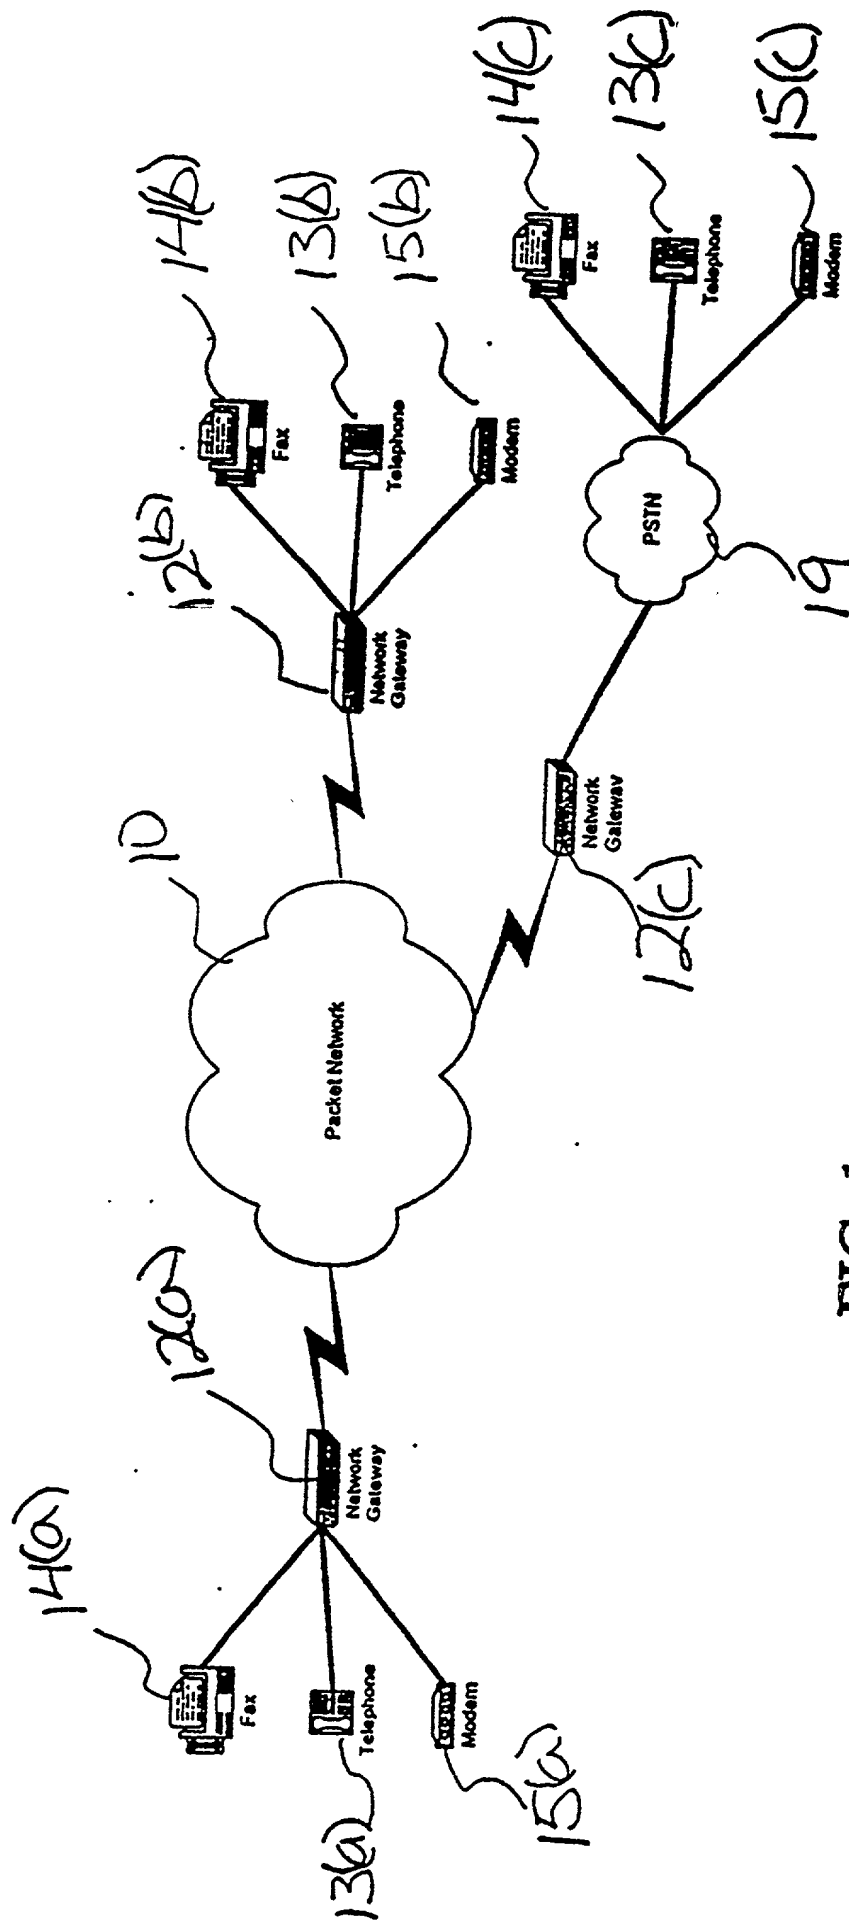 14(a)
Fax
13(a)
Telephone
15(a)
Modem
12(a)
Network
Gateway
10
Packet Network
12(b)
Network
Gateway
14(b)
Fax
13(b)
Telephone
15(b)
Modem
12(c)
Network
Gateway
19
PSTN
14(c)
Fax
13(c)
Telephone
15(c)
Modem